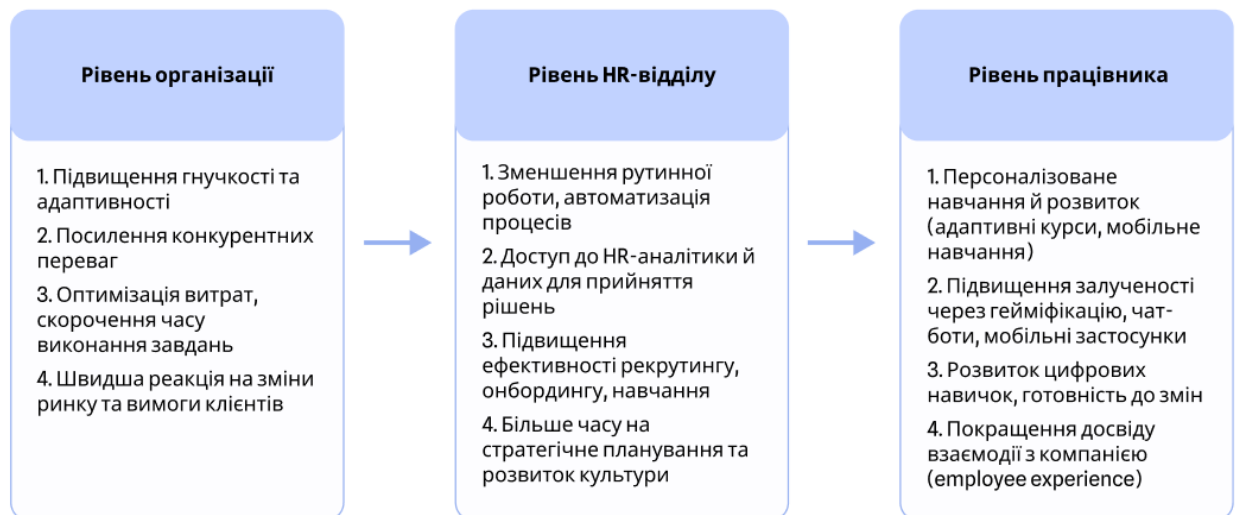 Рівень організації
1. Підвищення гнучкості та
адаптивності
2. Посилення конкурентних
переваг
3. Оптимізація витрат,
скорочення часу
виконання завдань
4. Швидша реакція на зміни
ринку та вимоги клієнтів
Рівень HR-відділу
1. Зменшення рутинної
роботи, автоматизація
процесів
2. Доступ до HR-аналітики й
даних для прийняття
рішень
3. Підвищення
ефективності рекрутингу,
онбордингу, навчання
4. Більше часу на
стратегічне планування та
розвиток культури
Рівень працівника
1. Персоналізоване
навчання й розвиток
(адаптивні курси, мобільне
навчання)
2. Підвищення залученості
через гейміфікацію, чат-
боти, мобільні застосунки
3. Розвиток цифрових
навичок, готовність до змін
4. Покращення досвіду
взаємодії з компанією
(employee experience)